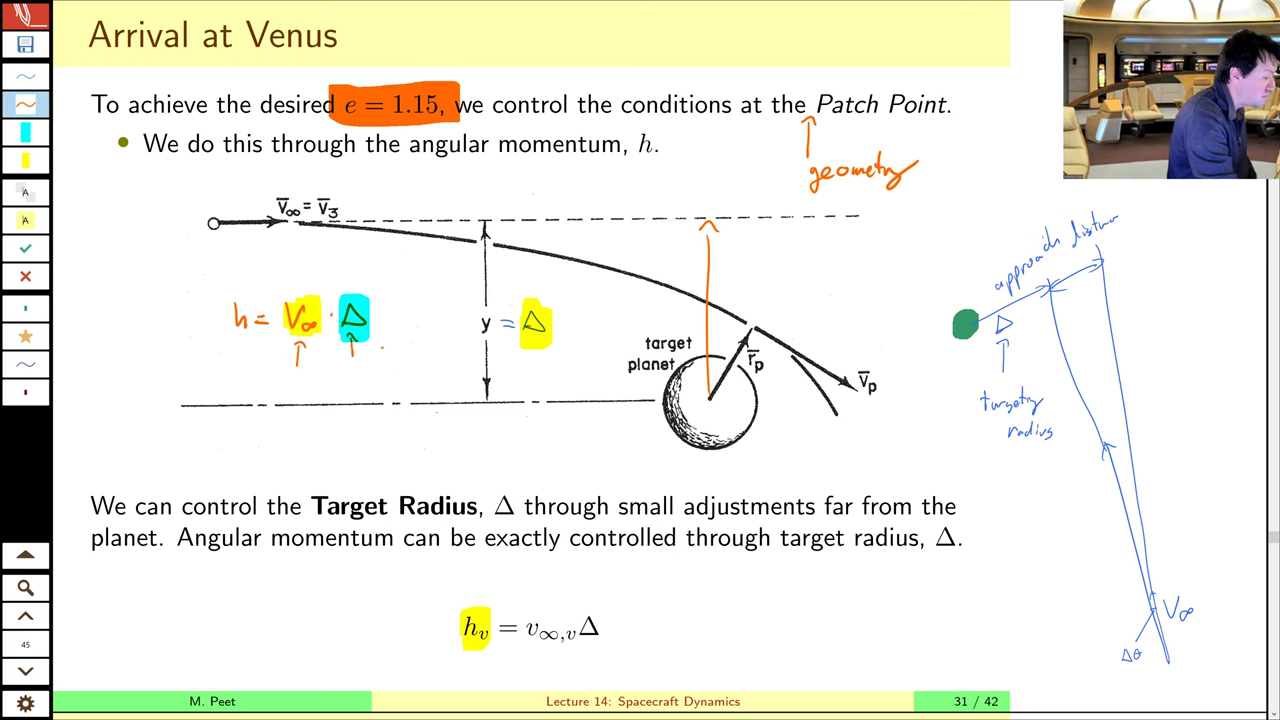 Arrival at Venus
To achieve the desired e = 1.15, we control the conditions at the Patch Point.
• We do this through the angular momentum, h.
geometry
V̅∞ = V̅3
approach distance
h = V∞ · Δ
y = Δ
target
planet
r̅p
V̅p
Δ
targeting
radius
We can control the Target Radius, Δ through small adjustments far from the
planet. Angular momentum can be exactly controlled through target radius, Δ.
hv = v∞,vΔ
V∞
Δθ
45
M. Peet
Lecture 14: Spacecraft Dynamics
31 / 42
A
A